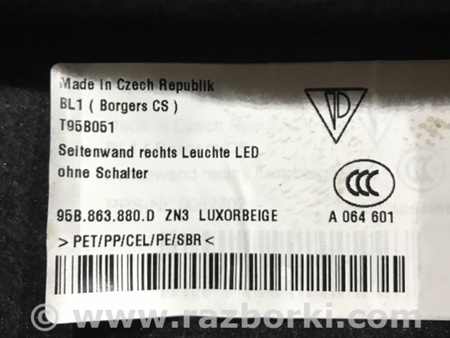 Made in Czech Republik
BL1 ( Borgers CS )
T95B051
Seitenwand rechts Leuchte LED
ohne Schalter
95B.863.880.D ZN3 LUXORBEIGE A 064 601
> PET/PP/CEL/PE/SBR <
www.razborki.com